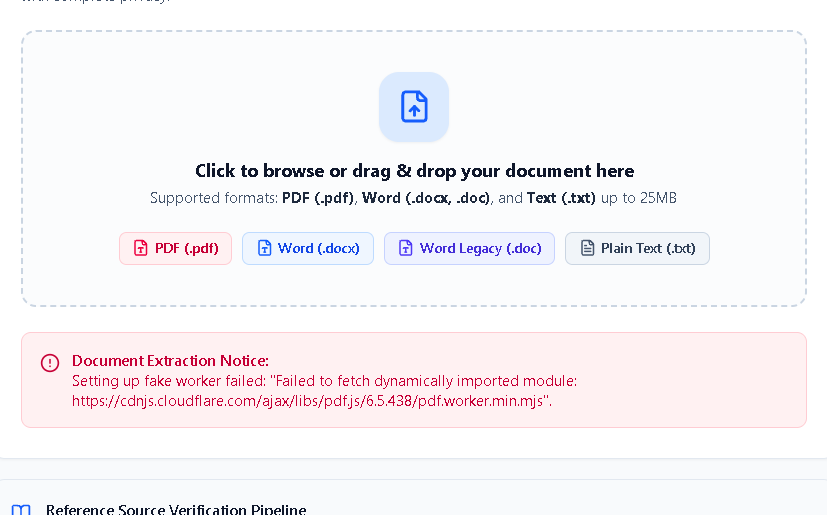 with complete privacy.
Click to browse or drag & drop your document here
Supported formats: PDF (.pdf), Word (.docx, .doc), and Text (.txt) up to 25MB
PDF (.pdf)
Word (.docx)
Word Legacy (.doc)
Plain Text (.txt)
Document Extraction Notice:
Setting up fake worker failed: "Failed to fetch dynamically imported module:
https://cdnjs.cloudflare.com/ajax/libs/pdf.js/6.5.438/pdf.worker.min.mjs".
Reference Source Verification Pipeline